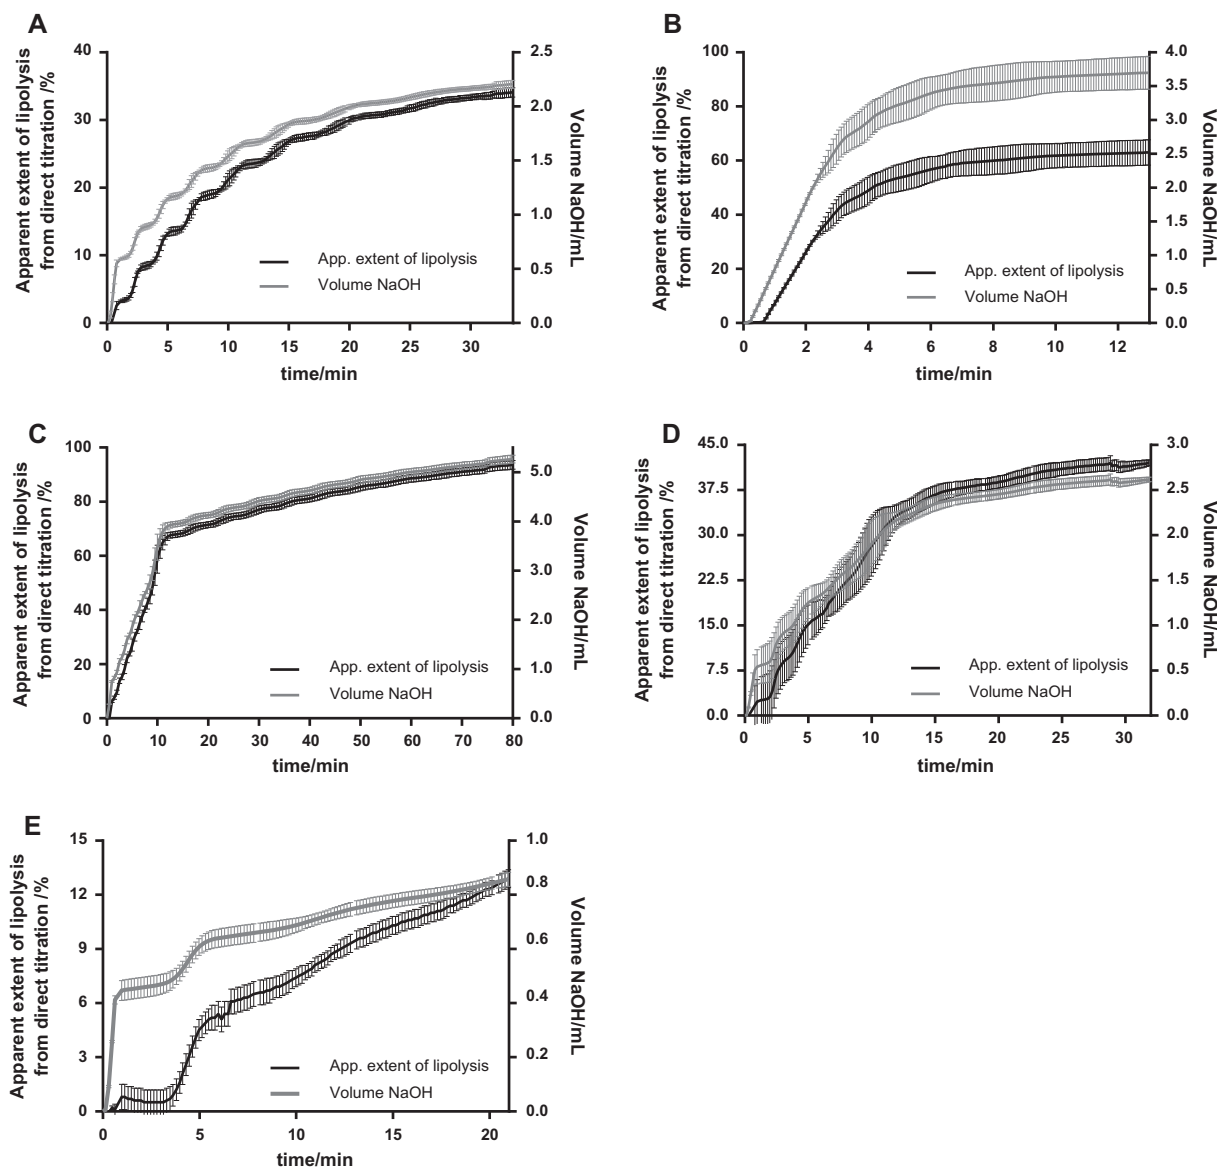 A
Apparent extent of lipolysis
from direct titration /%
40
30
20
10
0
2.5
2.0
1.5
1.0
0.5
0.0
Volume NaOH/mL
App. extent of lipolysis
Volume NaOH
0 5 10 15 20 25 30
time/min
B
Apparent extent of lipolysis
from direct titration /%
100
80
60
40
20
0
4.0
3.5
3.0
2.5
2.0
1.5
1.0
0.5
0.0
Volume NaOH/mL
App. extent of lipolysis
Volume NaOH
0 2 4 6 8 10 12
time/min
C
Apparent extent of lipolysis
from direct titration /%
100
80
60
40
20
0
5.0
4.0
3.0
2.0
1.0
0.0
Volume NaOH/mL
App. extent of lipolysis
Volume NaOH
0 10 20 30 40 50 60 70 80
time/min
D
Apparent extent of lipolysis
from direct titration /%
45.0
37.5
30.0
22.5
15.0
7.5
0.0
3.0
2.5
2.0
1.5
1.0
0.5
0.0
Volume NaOH/mL
App. extent of lipolysis
Volume NaOH
0 5 10 15 20 25 30
time/min
E
Apparent extent of lipolysis
from direct titration /%
15
12
9
6
3
0
1.0
0.8
0.6
0.4
0.2
0.0
Volume NaOH/mL
App. extent of lipolysis
Volume NaOH
0 5 10 15 20
time/min